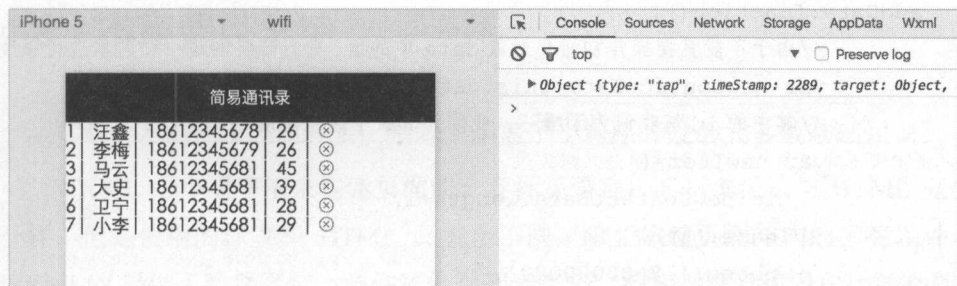 iPhone 5 wifi
Console Sources Network Storage AppData Wxml
top Preserve log
Object {type: "tap", timeStamp: 2289, target: Object,
>
简易通讯录
1 | 汪鑫 | 18612345678 | 26 | ⊗
2 | 李梅 | 18612345679 | 26 | ⊗
3 | 马云 | 18612345681 | 45 | ⊗
5 | 大史 | 18612345681 | 39 | ⊗
6 | 卫宁 | 18612345681 | 28 | ⊗
7 | 小李 | 18612345681 | 29 | ⊗